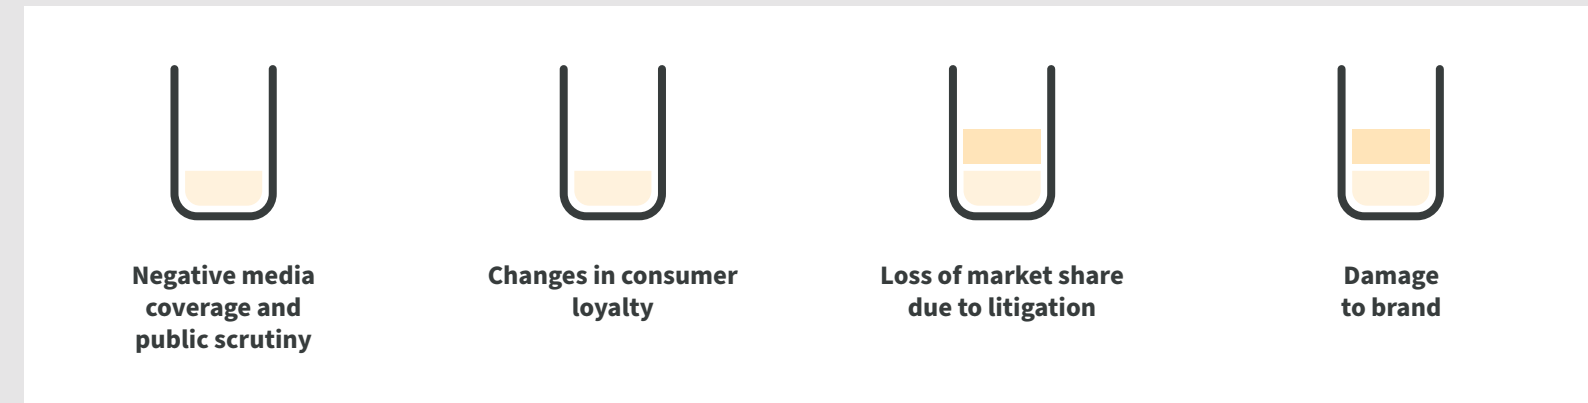 Negative media
coverage and
public scrutiny
Changes in consumer
loyalty
Loss of market share
due to litigation
Damage
to brand